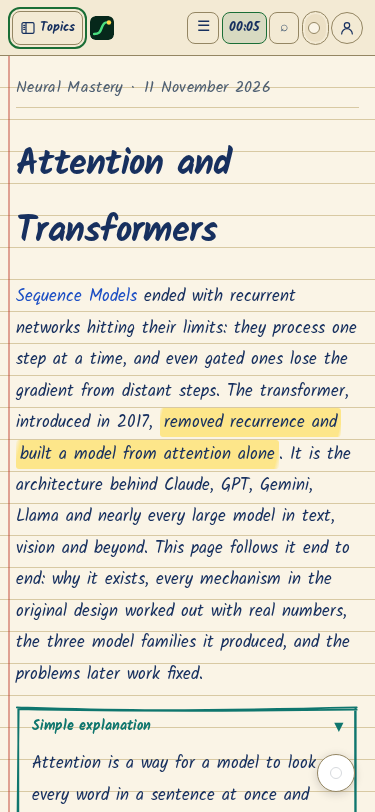 Topics
00:05
Neural Mastery · 11 November 2026
Attention and
Transformers
Sequence Models ended with recurrent
networks hitting their limits: they process one
step at a time, and even gated ones lose the
gradient from distant steps. The transformer,
introduced in 2017, removed recurrence and
built a model from attention alone. It is the
architecture behind Claude, GPT, Gemini,
Llama and nearly every large model in text,
vision and beyond. This page follows it end to
end: why it exists, every mechanism in the
original design worked out with real numbers,
the three model families it produced, and the
problems later work fixed.
Simple explanation
Attention is a way for a model to look
every word in a sentence at once and